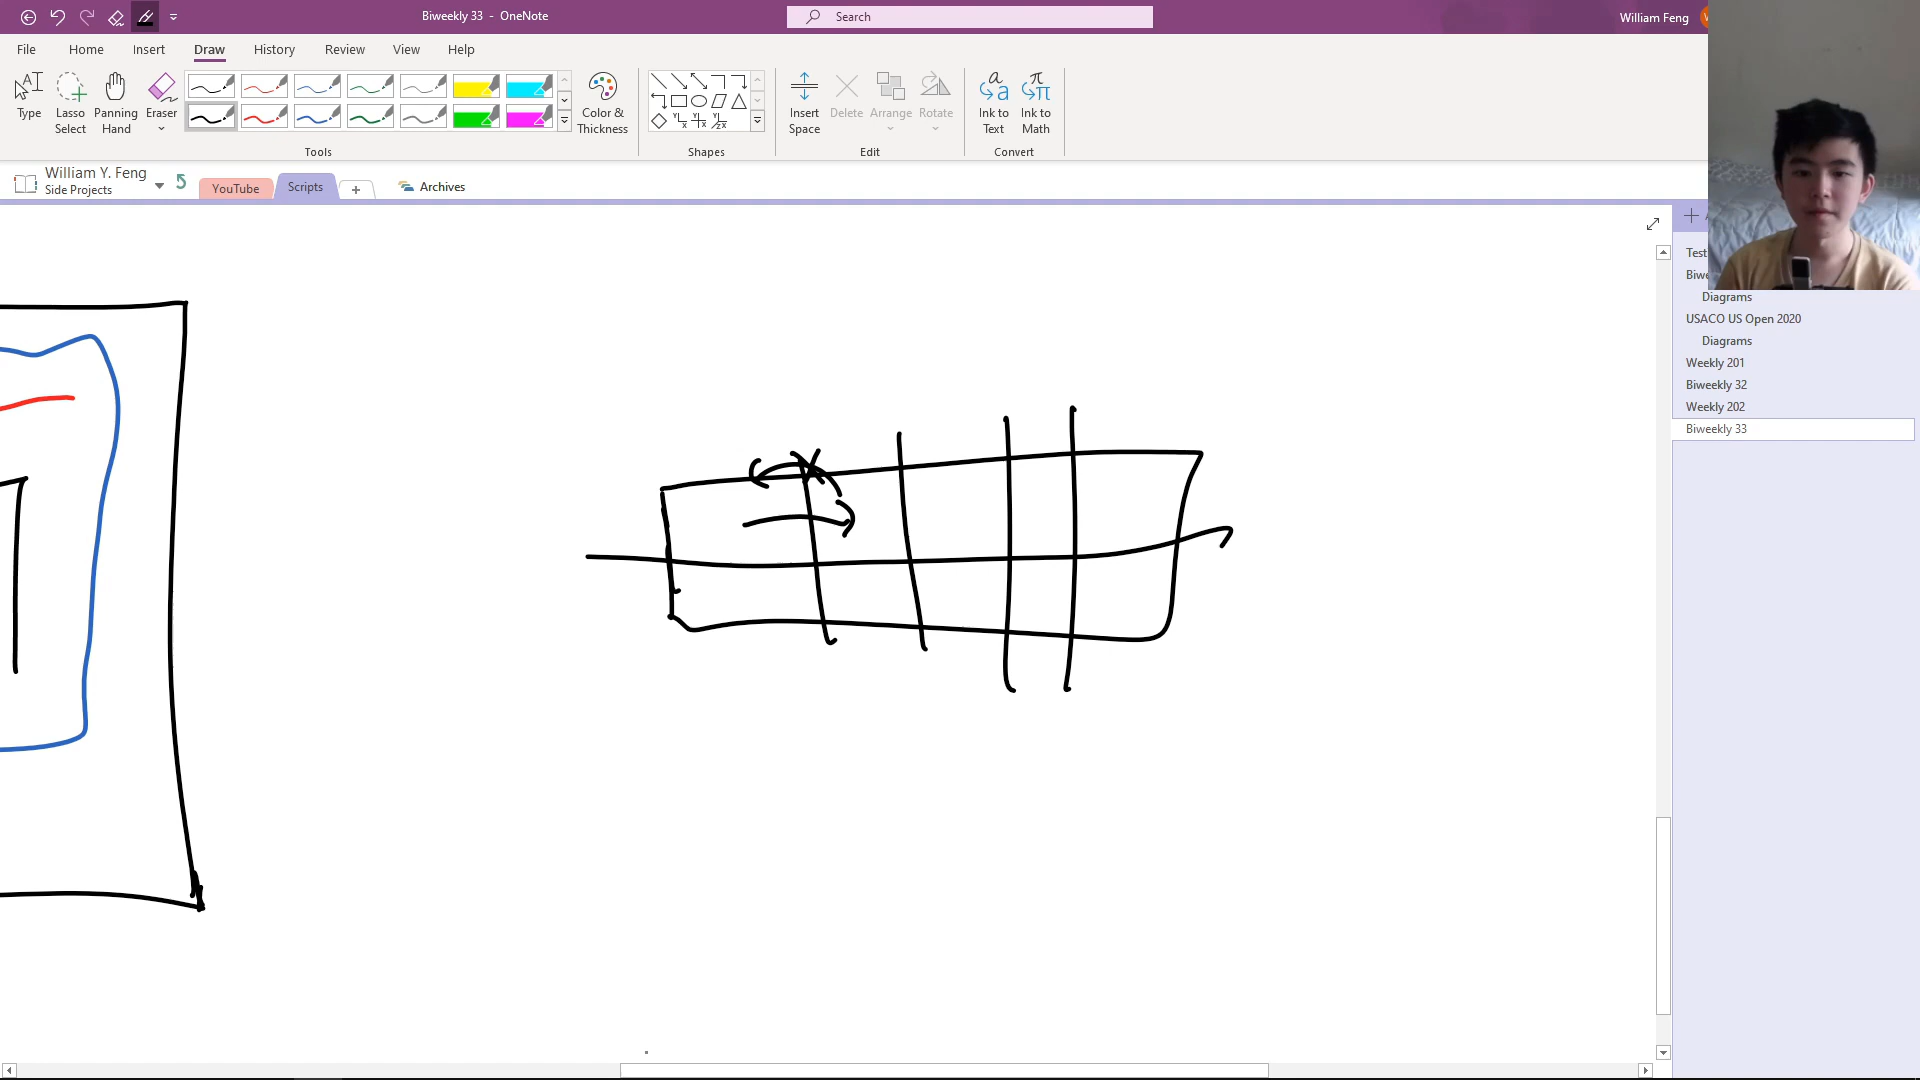 Biweekly 33 - OneNote
Search
William Feng
File Home Insert Draw History Review View Help
Type
Lasso Select
Panning Hand
Eraser
Color & Thickness
Insert Space
Delete
Arrange
Rotate
Ink to Text
Ink to Math
Tools
Shapes
Edit
Convert
William Y. Feng
Side Projects
YouTube
Scripts
Archives
Test
Diagrams
USACO US Open 2020
Diagrams
Weekly 201
Biweekly 32
Weekly 202
Biweekly 33